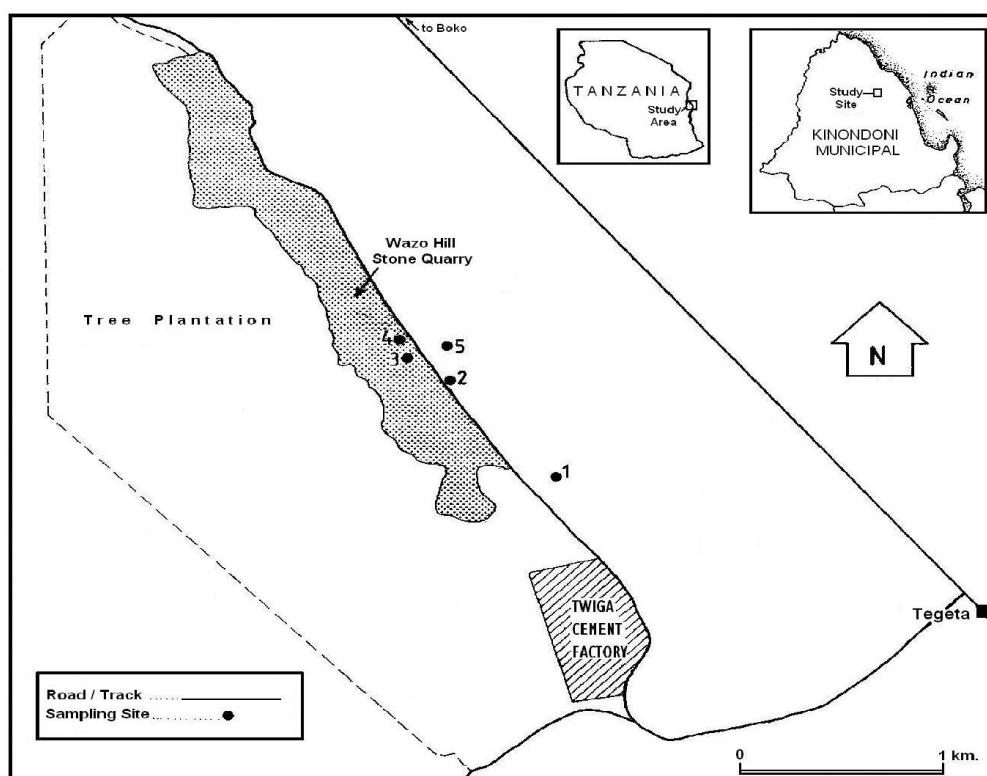 to Boko
TANZANIA
Study
Area
Indian
Ocean
Study
Site
KINONDONI
MUNICIPAL
Wazo Hill
Stone Quarry
Tree Plantation
4
5
3
2
N
1
TWIGA
CEMENT
FACTORY
Tegeta
Road / Track
Sampling Site
0 1 km.